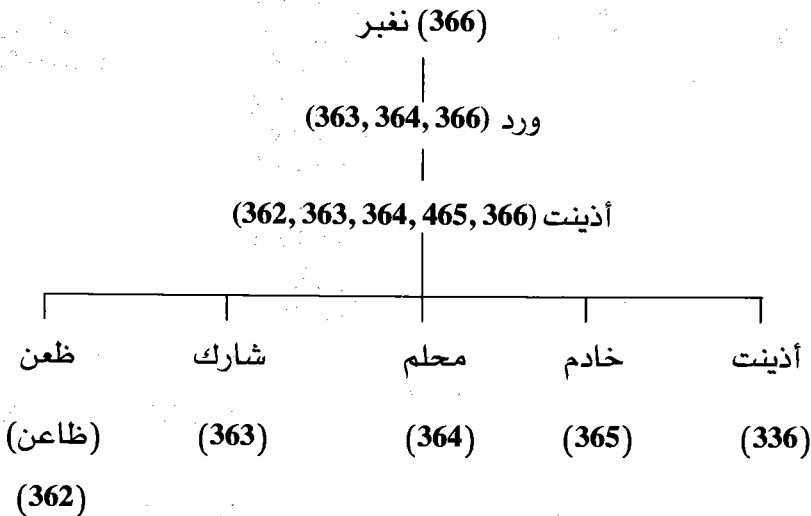 نغبر (366)
ورد (363, 364, 366)
أذينت (362, 363, 364, 465, 366)
أذينت خادم محلم شارك ظعن
(336) (365) (364) (363) (ظاعن)
(362)